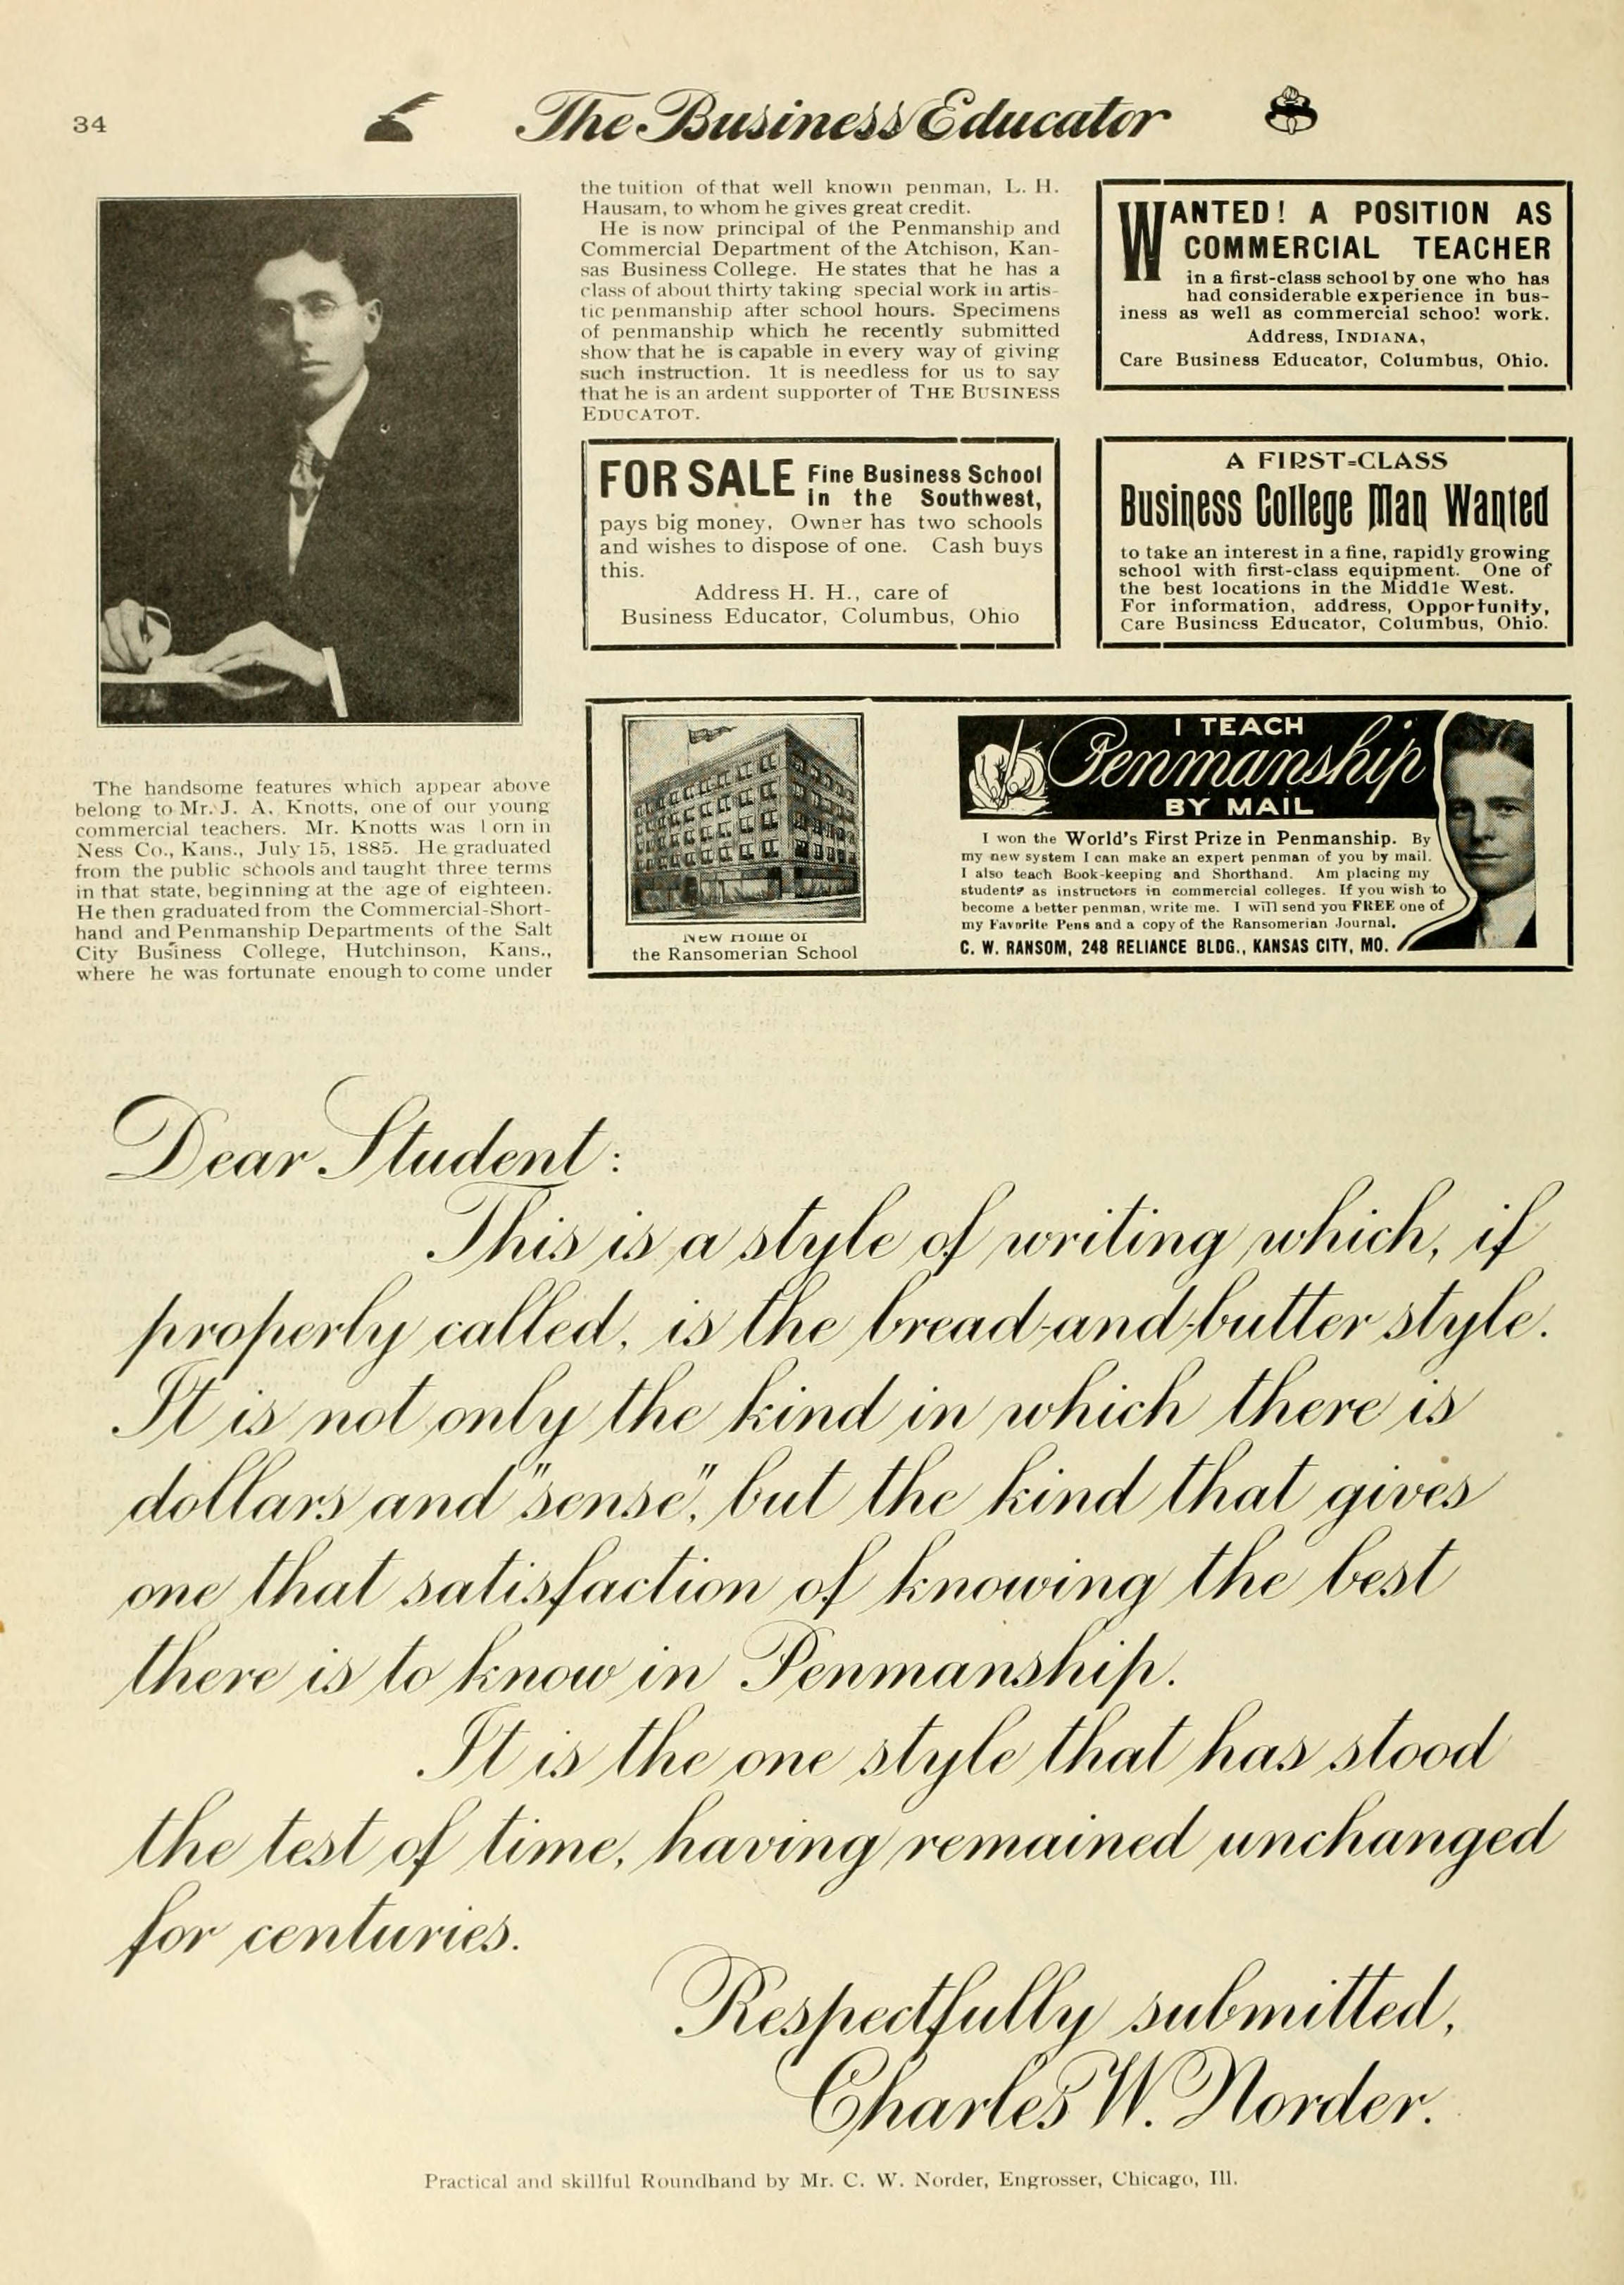 34
The Business Educator
The handsome features which appear above
belong to Mr. J. A. Knotts, one of our young
commercial teachers. Mr. Knotts was orn in
Ness Co., Kans., July 15, 1885. He graduated
from the public schools and taught three terms
in that state, beginning at the age of eighteen.
He then graduated from the Commercial-Short-
hand and Penmanship Departments of the Salt
City Business College, Hutchinson, Kans.,
where he was fortunate enough to come under
the tuition of that well known penman, L. H.
Hausam, to whom he gives great credit.
He is now principal of the Penmanship and
Commercial Department of the Atchison, Kan-
sas Business College. He states that he has a
class of about thirty taking special work in artis-
tic penmanship after school hours. Specimens
of penmanship which he recently submitted
show that he is capable in every way of giving
such instruction. It is needless for us to say
that he is an ardent supporter of THE BUSINESS
EDUCATOT.
FOR SALE Fine Business School
in the Southwest,
pays big money, Owner has two schools
and wishes to dispose of one. Cash buys
this.
Address H. H., care of
Business Educator, Columbus, Ohio
WANTED! A POSITION AS
COMMERCIAL TEACHER
in a first-class school by one who has
had considerable experience in bus-
iness as well as commercial school work.
Address, INDIANA,
Care Business Educator, Columbus, Ohio.
A FIRST=CLASS
Business College Man Wanted
to take an interest in a fine, rapidly growing
school with first-class equipment. One of
the best locations in the Middle West.
For information, address, Opportunity,
Care Business Educator, Columbus, Ohio.
New Home of
the Ransomerian School
I TEACH
Penmanship
BY MAIL
I won the World's First Prize in Penmanship. By
my new system I can make an expert penman of you by mail.
I also teach Book-keeping and Shorthand. Am placing my
students as instructors in commercial colleges. If you wish to
become a better penman, write me. I will send you FREE one of
my Favorite Pens and a copy of the Ransomerian Journal.
C. W. RANSOM, 248 RELIANCE BLDG., KANSAS CITY, MO.
Dear Student:
This is a style of writing which, if
properly called, is the bread-and-butter style.
It is not only the kind in which there is
dollars and "sense", but the kind that gives
one that satisfaction of knowing the best
there is to know in Penmanship.
It is the one style that has stood
the test of time, having remained unchanged
for centuries.
Respectfully submitted,
Charles W. Norder.
Practical and skillful Roundhand by Mr. C. W. Norder, Engrosser, Chicago, Ill.